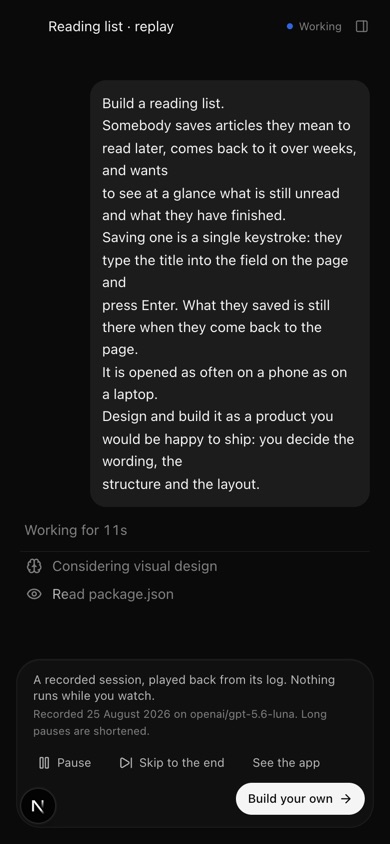 Reading list · replay
Working
Build a reading list.
Somebody saves articles they mean to
read later, comes back to it over weeks,
and wants
to see at a glance what is still unread
and what they have finished.
Saving one is a single keystroke: they
type the title into the field on the page
and
press Enter. What they saved is still
there when they come back to the
page.
It is opened as often on a phone as on
a laptop.
Design and build it as a product you
would be happy to ship: you decide the
wording, the
structure and the layout.
Working for 11s
Considering visual design
Read package.json
A recorded session, played back from its log. Nothing
runs while you watch.
Recorded 25 August 2026 on openai/gpt-5.6-luna. Long
pauses are shortened.
Pause
Skip to the end
See the app
Build your own →
N